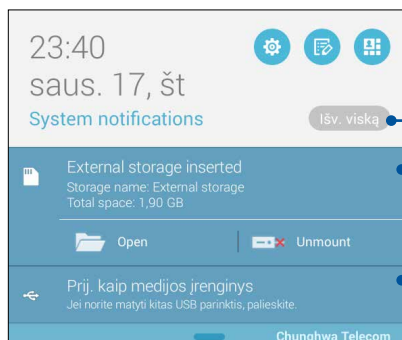 23:40
saus. 17, št
System notifications
Išv. viską
External storage inserted
Storage name: External storage
Total space: 1,90 GB
Open
Unmount
Prij. kaip medijos įrenginys
Jei norite matyti kitas USB parinktis, palieskite.
Chunghwa Telecom